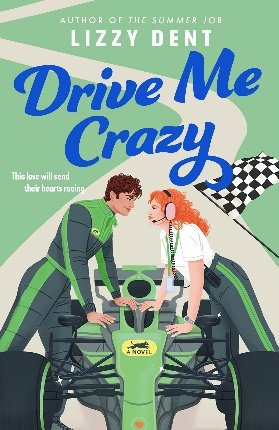 AUTHOR OF THE SUMMER JOB
LIZZY DENT
Drive Me
Crazy
This love will send
their hearts racing
A NOVEL